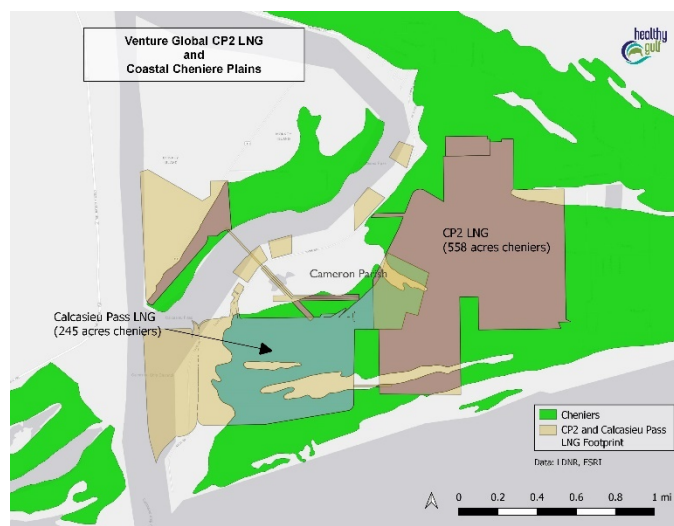 Venture Global CP2 LNG
and
Coastal Cheniere Plains
healthy
gulf
CP2 LNG
(558 acres cheniers)
Cameron Parish
Calcasieu Pass LNG
(245 acres cheniers)
Cheniers
CP2 and Calcasieu Pass
LNG Footprint
Data: LDNR, ESRI
0 0.2 0.4 0.6 0.8 1 mi